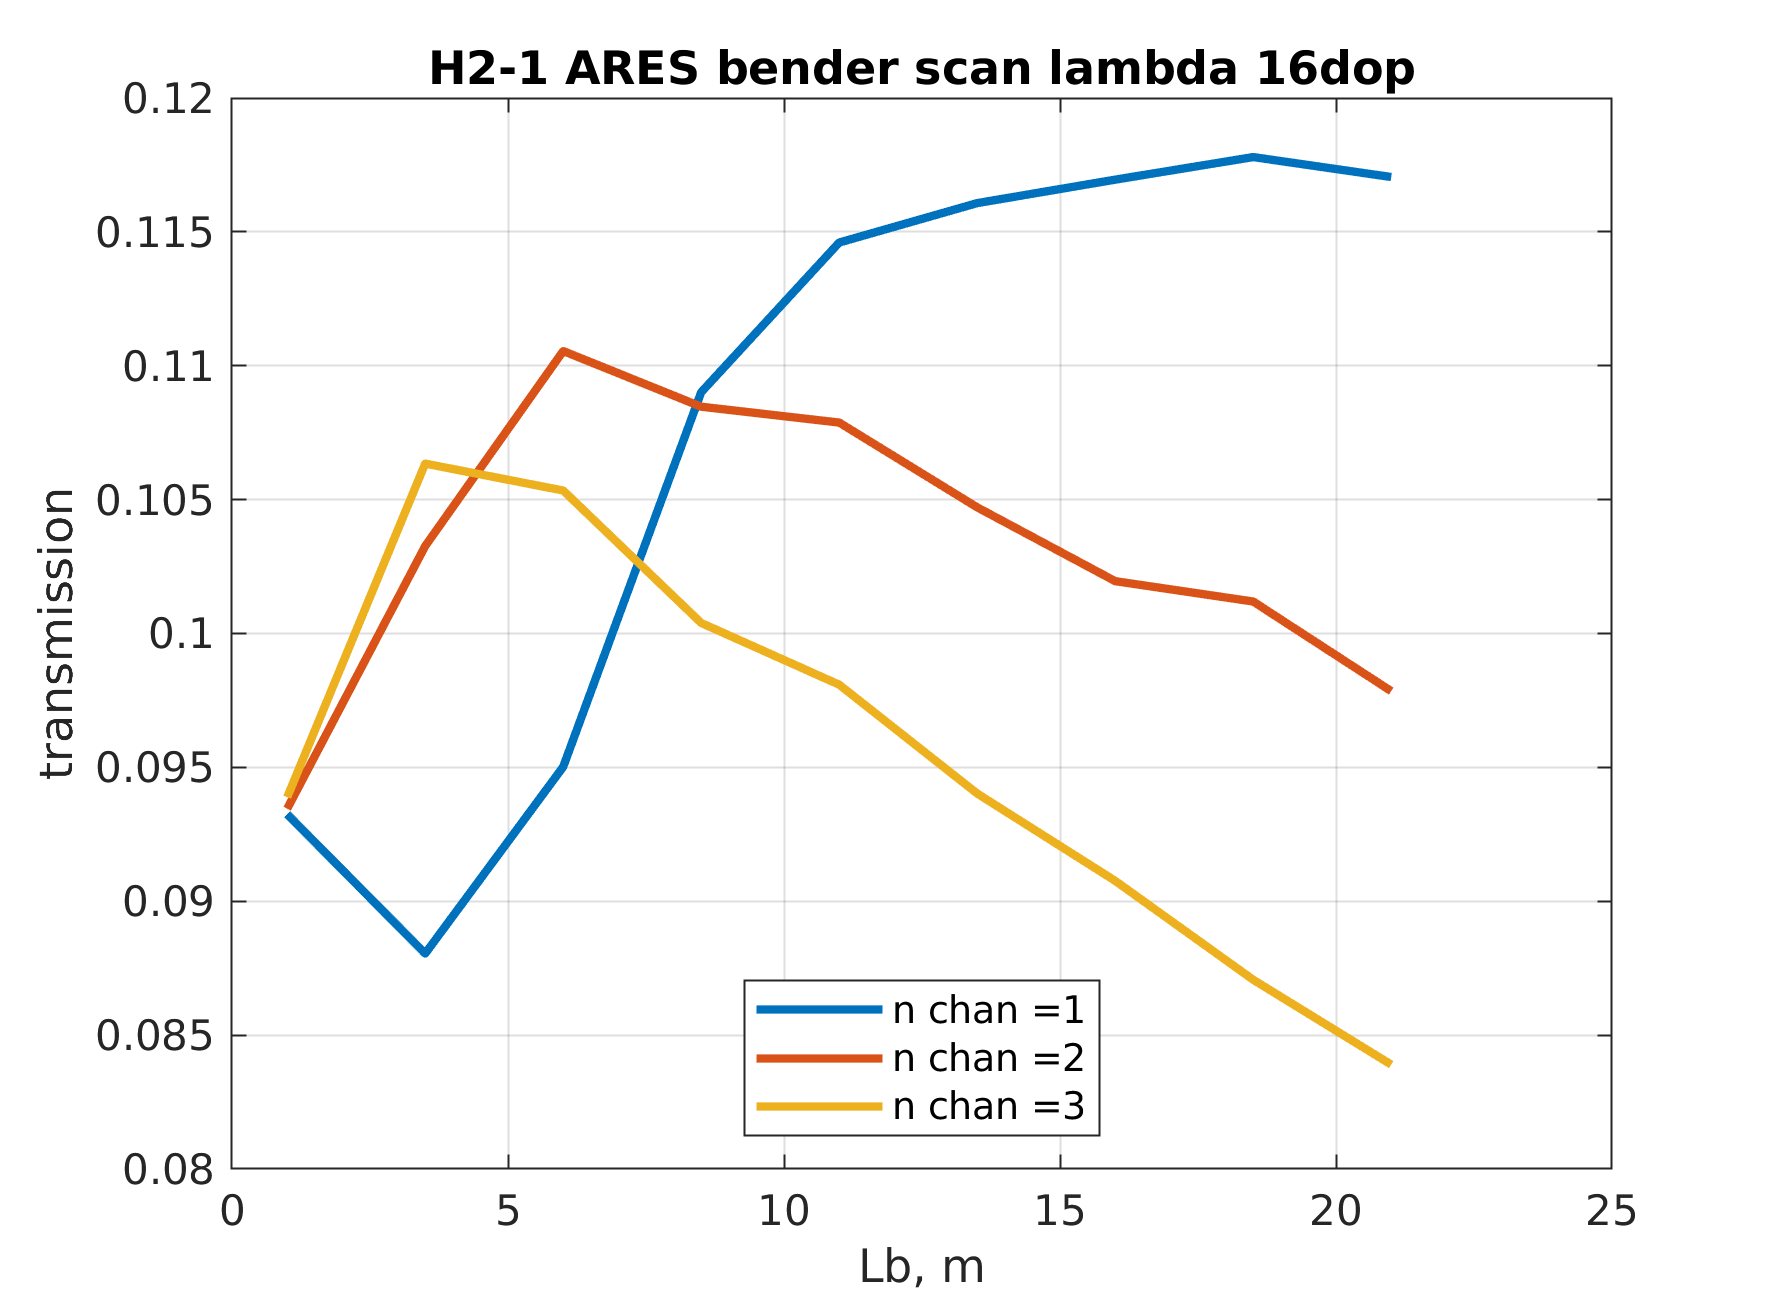 H2-1 ARES bender scan lambda 16dop
0.12
0.115
0.11
0.105
0.1
0.095
0.09
0.085
0.08
transmission
n chan =1
n chan =2
n chan =3
0 5 10 15 20 25
Lb, m